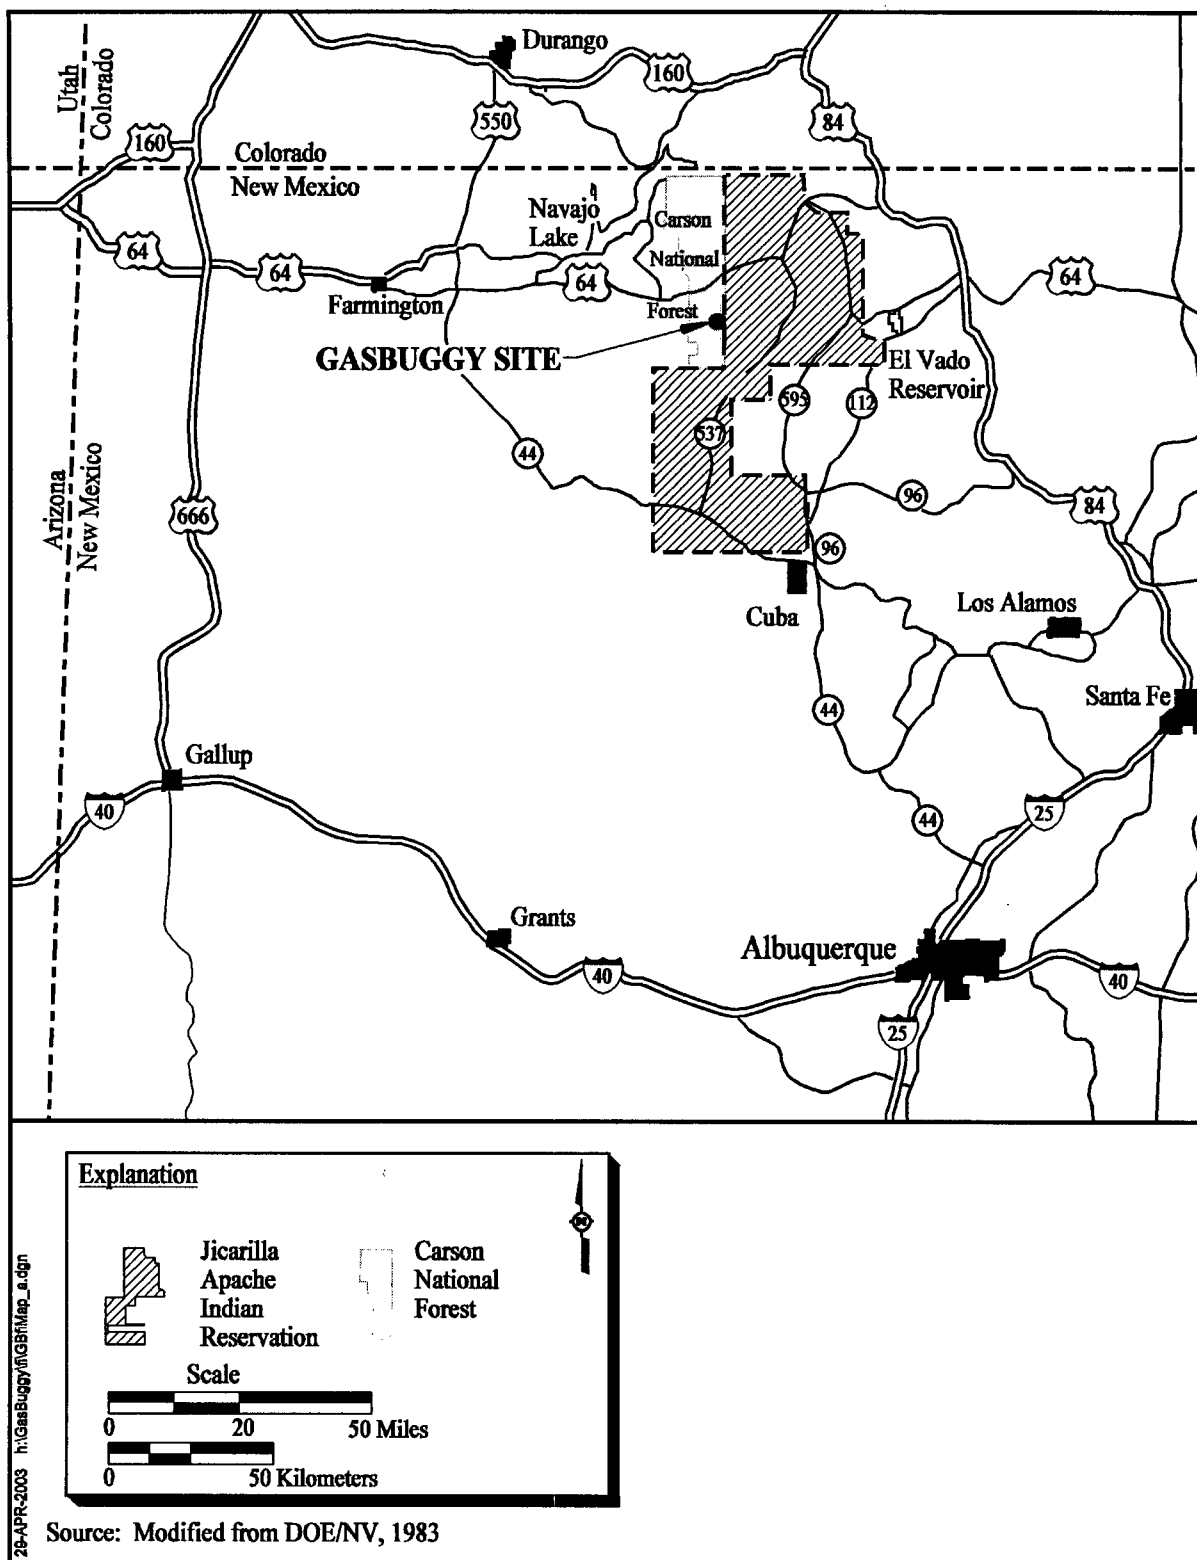 Durango
160
Utah
Colorado
550
84
160
Colorado
New Mexico
Navajo
Lake
Carson
National
Forest
64
64
64
64
Farmington
GASBUGGY SITE
El Vado
Reservoir
595
112
537
44
96
84
Arizona
New Mexico
666
96
Cuba
Los Alamos
Santa Fe
44
Gallup
40
25
44
Grants
Albuquerque
40
40
25
Explanation
N
Jicarilla
Apache
Indian
Reservation
Carson
National
Forest
Scale
0 20 50 Miles
0 50 Kilometers
Source: Modified from DOE/NV, 1983
29-APR-2003